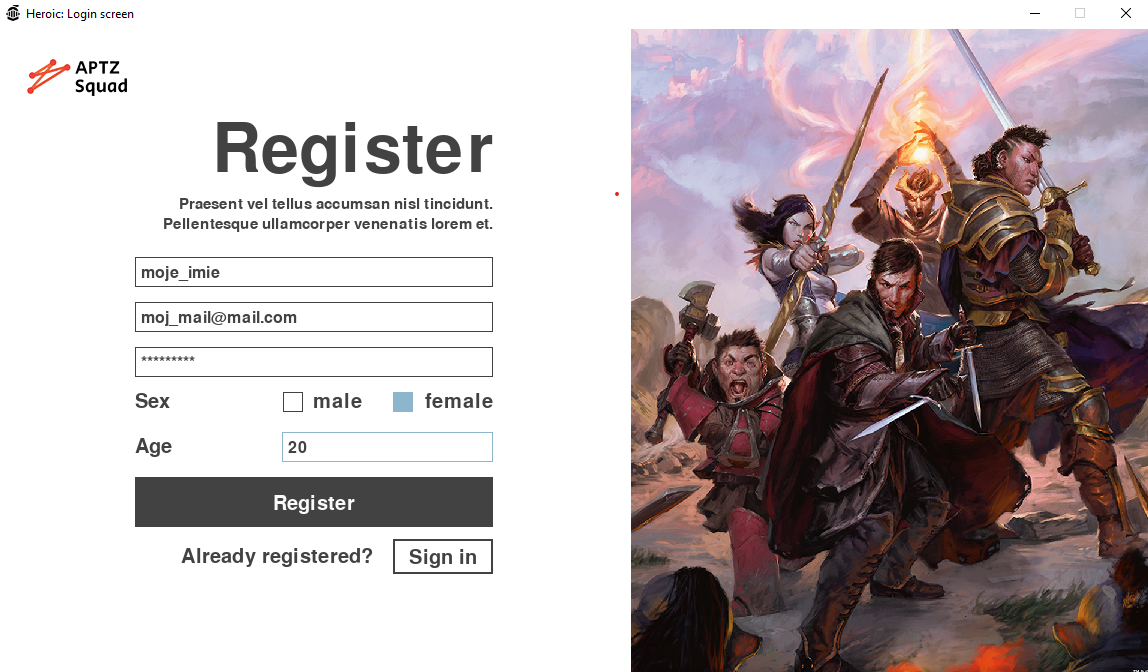 Heroic: Login screen
APTZ
Squad
Register
Praesent vel tellus accumsan nisl tincidunt.
Pellentesque ullamcorper venenatis lorem et.
moje_imie
moj_mail@mail.com
*********
Sex male female
Age 20
Register
Already registered? Sign in